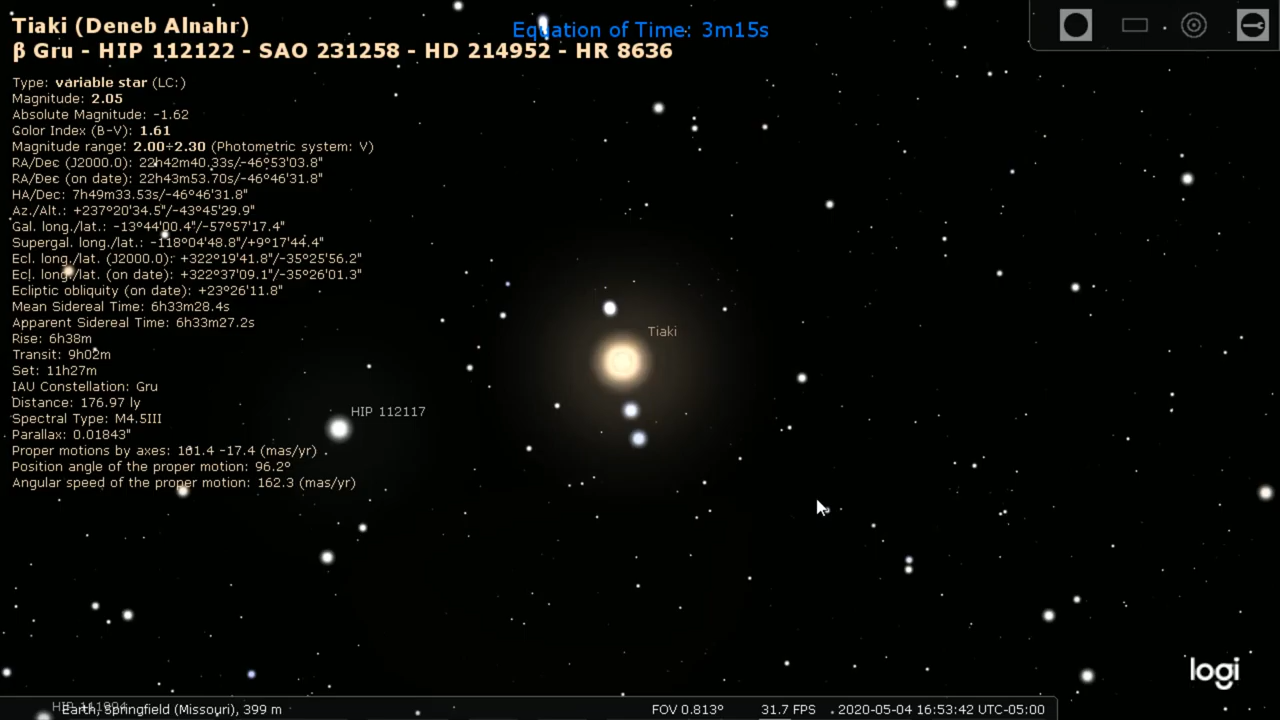 Tiaki (Deneb Alnahr)
β Gru - HIP 112122 - SAO 231258 - HD 214952 - HR 8636
Equation of Time: 3m15s
Type: variable star (LC:)
Magnitude: 2.05
Absolute Magnitude: -1.62
Color Index (B-V): 1.61
Magnitude range: 2.00÷2.30 (Photometric system: V)
RA/Dec (J2000.0): 22h42m40.33s/-46°53'03.8"
RA/Dec (on date): 22h43m53.70s/-46°46'31.8"
HA/Dec: 7h49m33.53s/-46°46'31.8"
Az./Alt.: +237°20'34.5"/-43°45'29.9"
Gal. long./lat.: -13°44'00.4"/-57°57'17.4"
Supergal. long./lat.: -118°04'48.8"/+9°17'44.4"
Ecl. long./lat. (J2000.0): +322°19'41.8"/-35°25'56.2"
Ecl. long./lat. (on date): +322°37'09.1"/-35°26'01.3"
Ecliptic obliquity (on date): +23°26'11.8"
Mean Sidereal Time: 6h33m28.4s
Apparent Sidereal Time: 6h33m27.2s
Rise: 6h38m
Transit: 9h02m
Set: 11h27m
IAU Constellation: Gru
Distance: 176.97 ly
Spectral Type: M4.5III
Parallax: 0.01843"
Proper motions by axes: 161.4 -17.4 (mas/yr)
Position angle of the proper motion: 96.2°
Angular speed of the proper motion: 162.3 (mas/yr)
Tiaki
HIP 112117
logi
Earth, Springfield (Missouri), 399 m
FOV 0.813°
31.7 FPS
2020-05-04 16:53:42 UTC-05:00